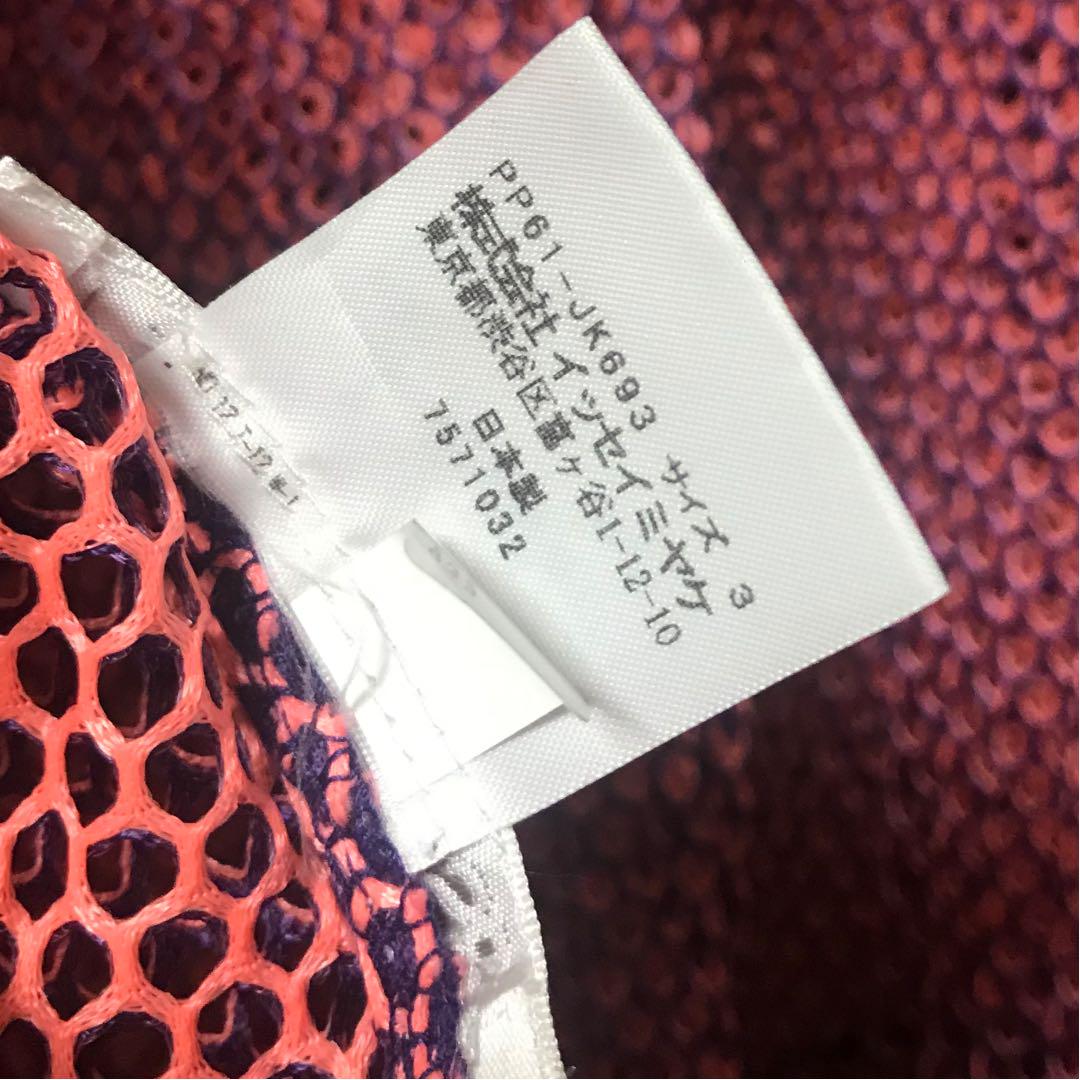 PP61-JK693 サイズ 3
株式会社 イッセイミヤケ
東京都渋谷区富ヶ谷1-12-10
日本製
7571032